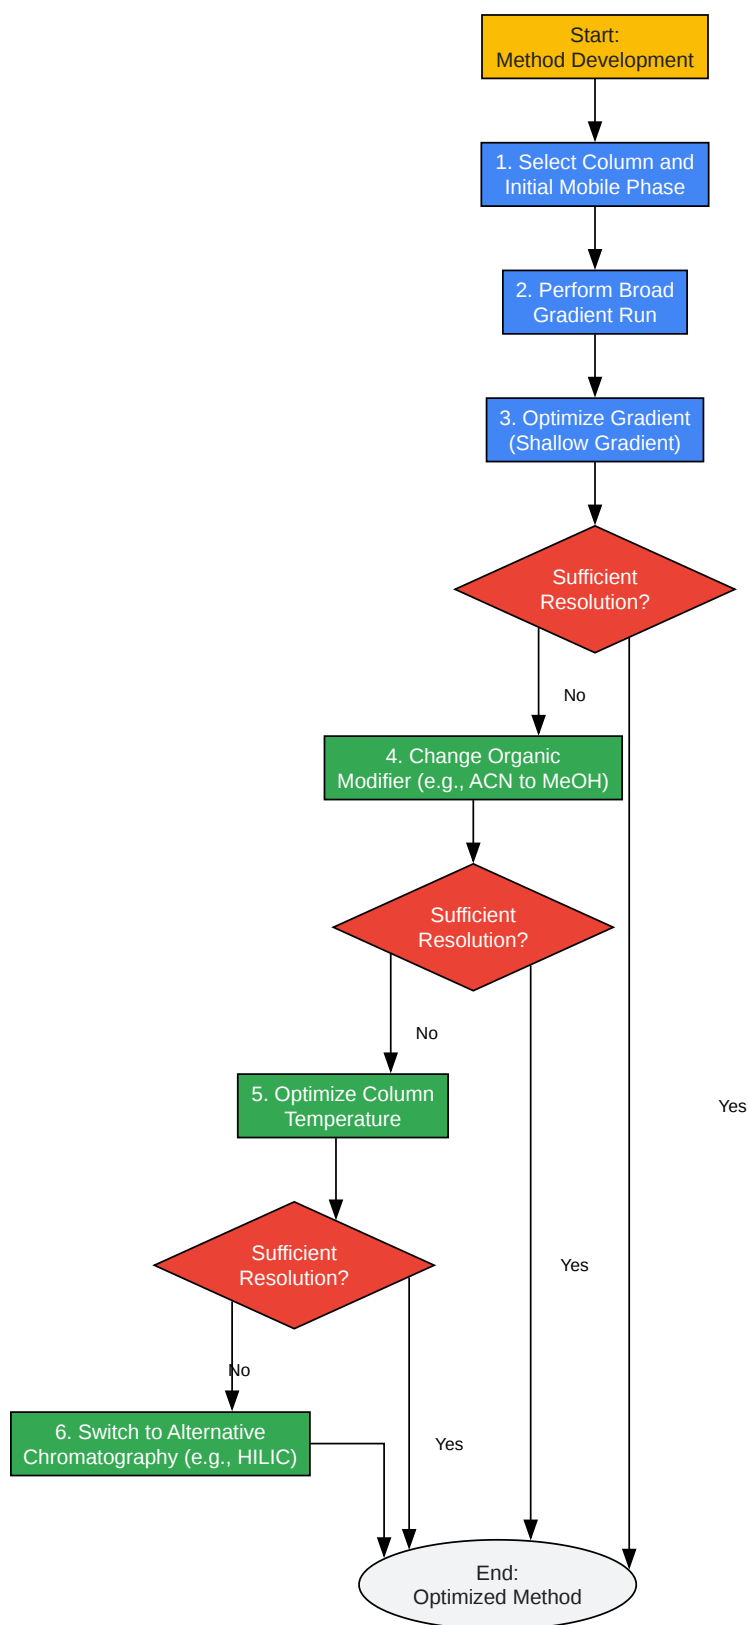 Start:
Method Development
1. Select Column and
Initial Mobile Phase
2. Perform Broad
Gradient Run
3. Optimize Gradient
(Shallow Gradient)
Sufficient
Resolution?
No
4. Change Organic
Modifier (e.g., ACN to MeOH)
Sufficient
Resolution?
No
5. Optimize Column
Temperature
Yes
Sufficient
Resolution?
Yes
No
6. Switch to Alternative
Chromatography (e.g., HILIC)
Yes
End:
Optimized Method